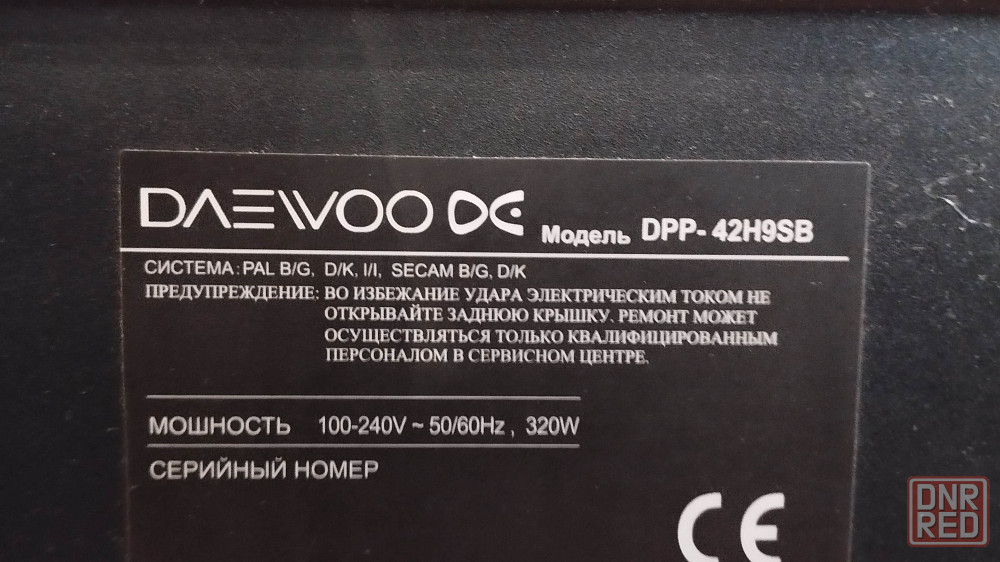 DAEWOO Модель DPP- 42H9SB
СИСТЕМА: PAL B/G, D/K, I/I, SECAM B/G, D/K
ПРЕДУПРЕЖДЕНИЕ: ВО ИЗБЕЖАНИЕ УДАРА ЭЛЕКТРИЧЕСКИМ ТОКОМ НЕ
ОТКРЫВАЙТЕ ЗАДНЮЮ КРЫШКУ. РЕМОНТ МОЖЕТ
ОСУЩЕСТВЛЯТЬСЯ ТОЛЬКО КВАЛИФИЦИРОВАННЫМ
ПЕРСОНАЛОМ В СЕРВИСНОМ ЦЕНТРЕ.
МОШНОСТЬ 100-240V ~ 50/60Hz , 320W
СЕРИЙНЫЙ НОМЕР
CE
DNR
RED